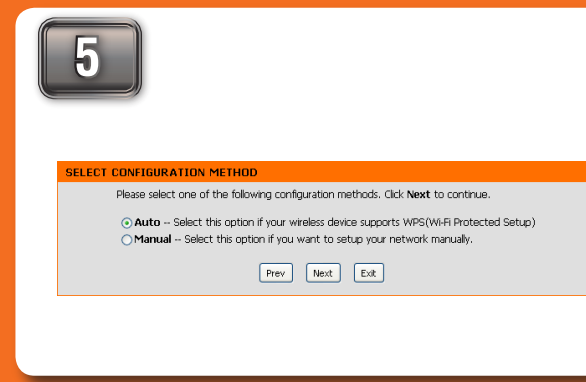 5
SELECT CONFIGURATION METHOD
Please select one of the following configuration methods. Click Next to continue.
Auto -- Select this option if your wireless device supports WPS(Wi-Fi Protected Setup)
Manual -- Select this option if you want to setup your network manually.
Prev Next Exit